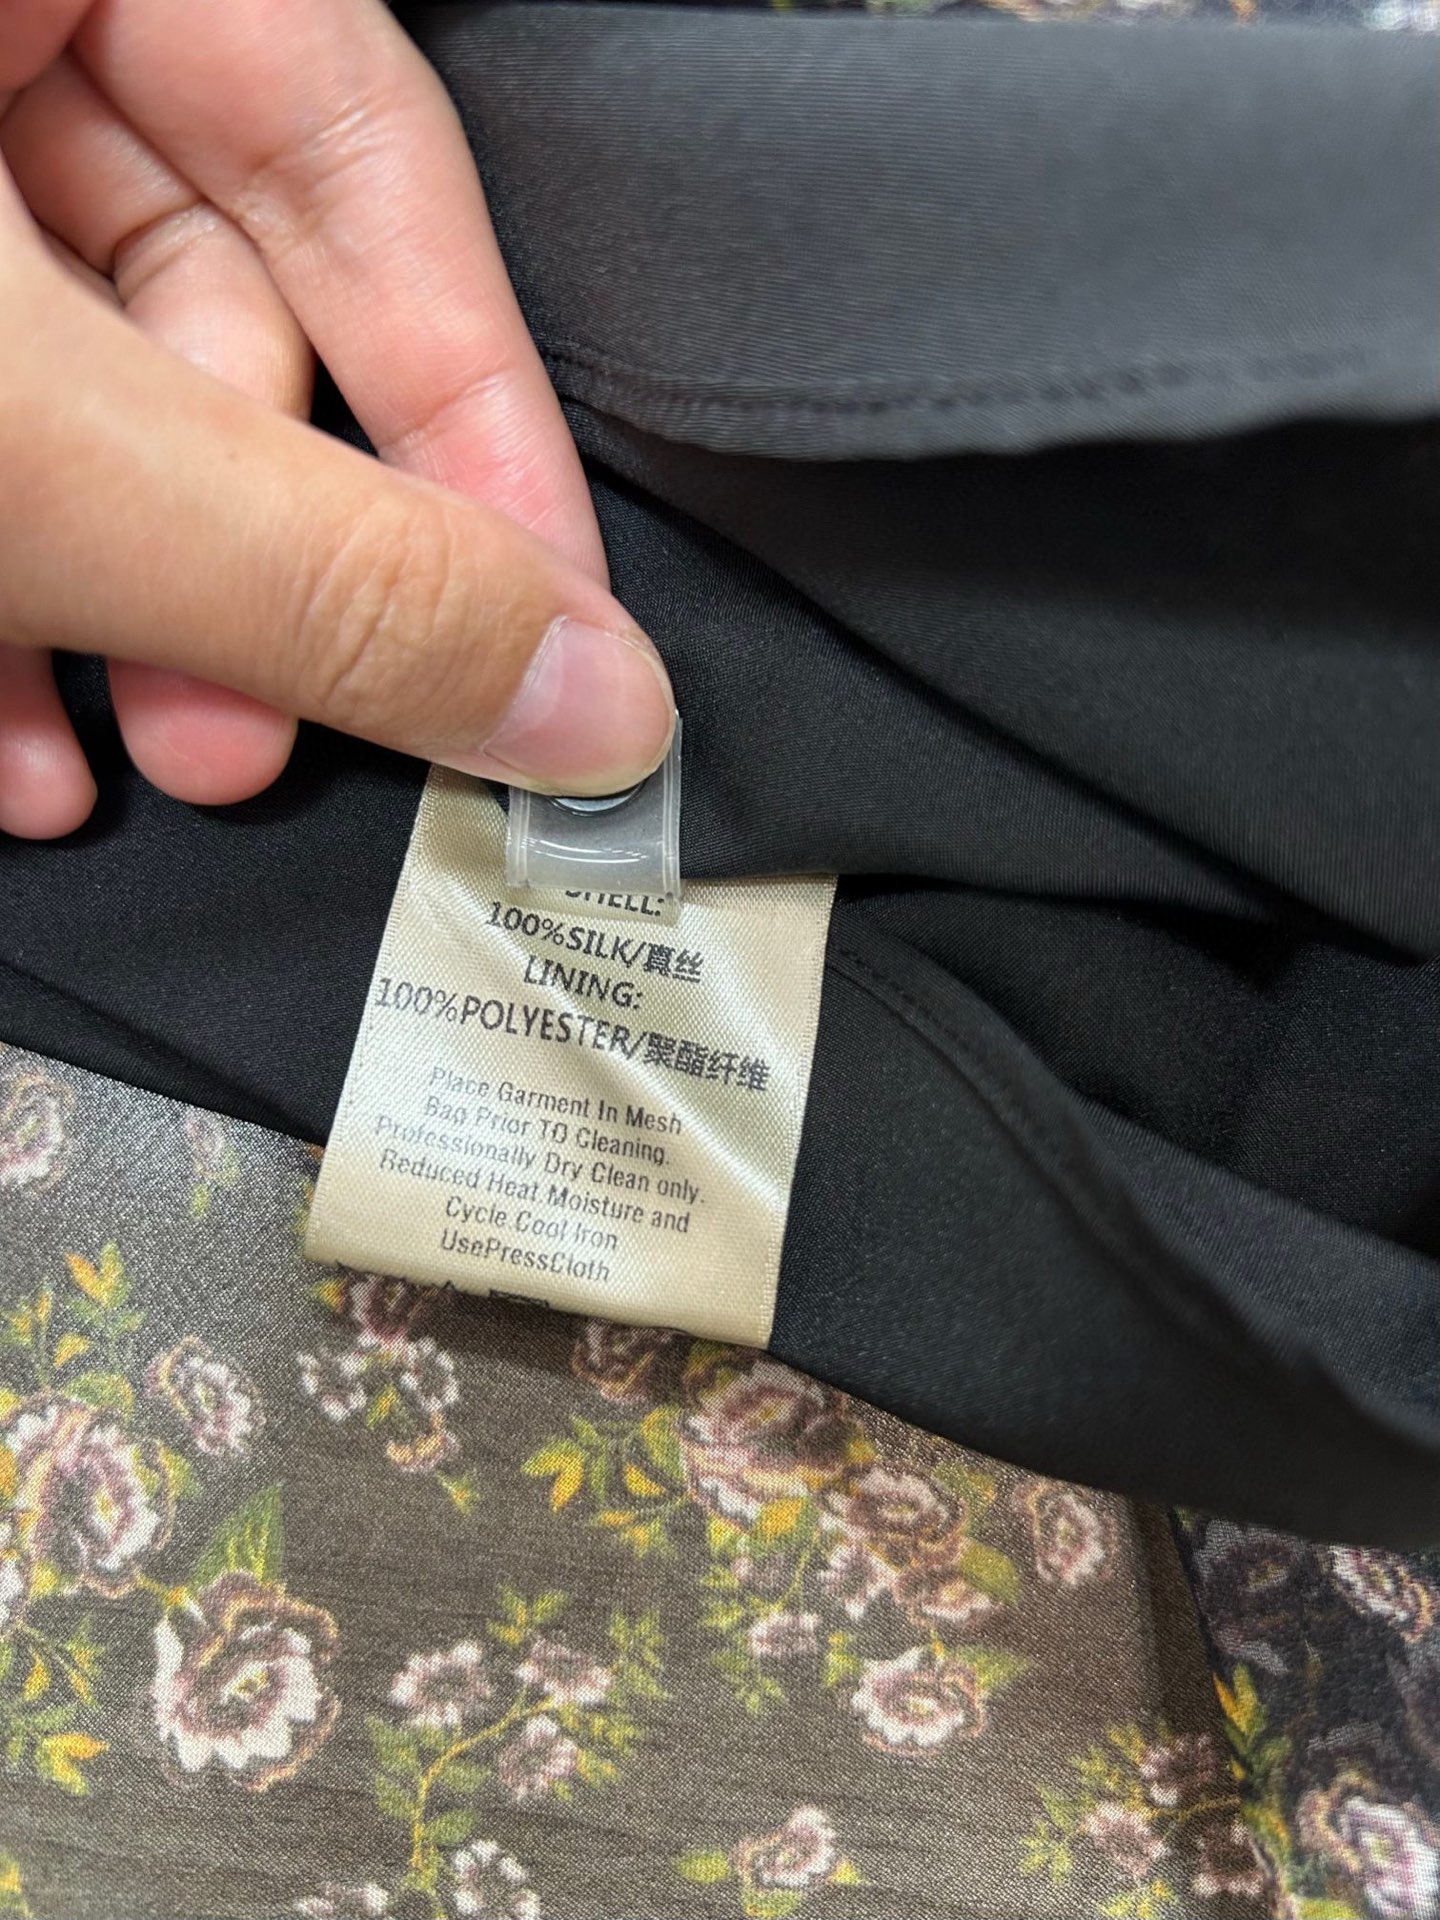 SHELL:
100%SILK/真丝
LINING:
100%POLYESTER/聚酯纤维
Place Garment In Mesh
Bag Prior TO Cleaning.
Professionally Dry Clean only.
Reduced Heat Moisture and
Cycle Cool Iron
UsePressCloth